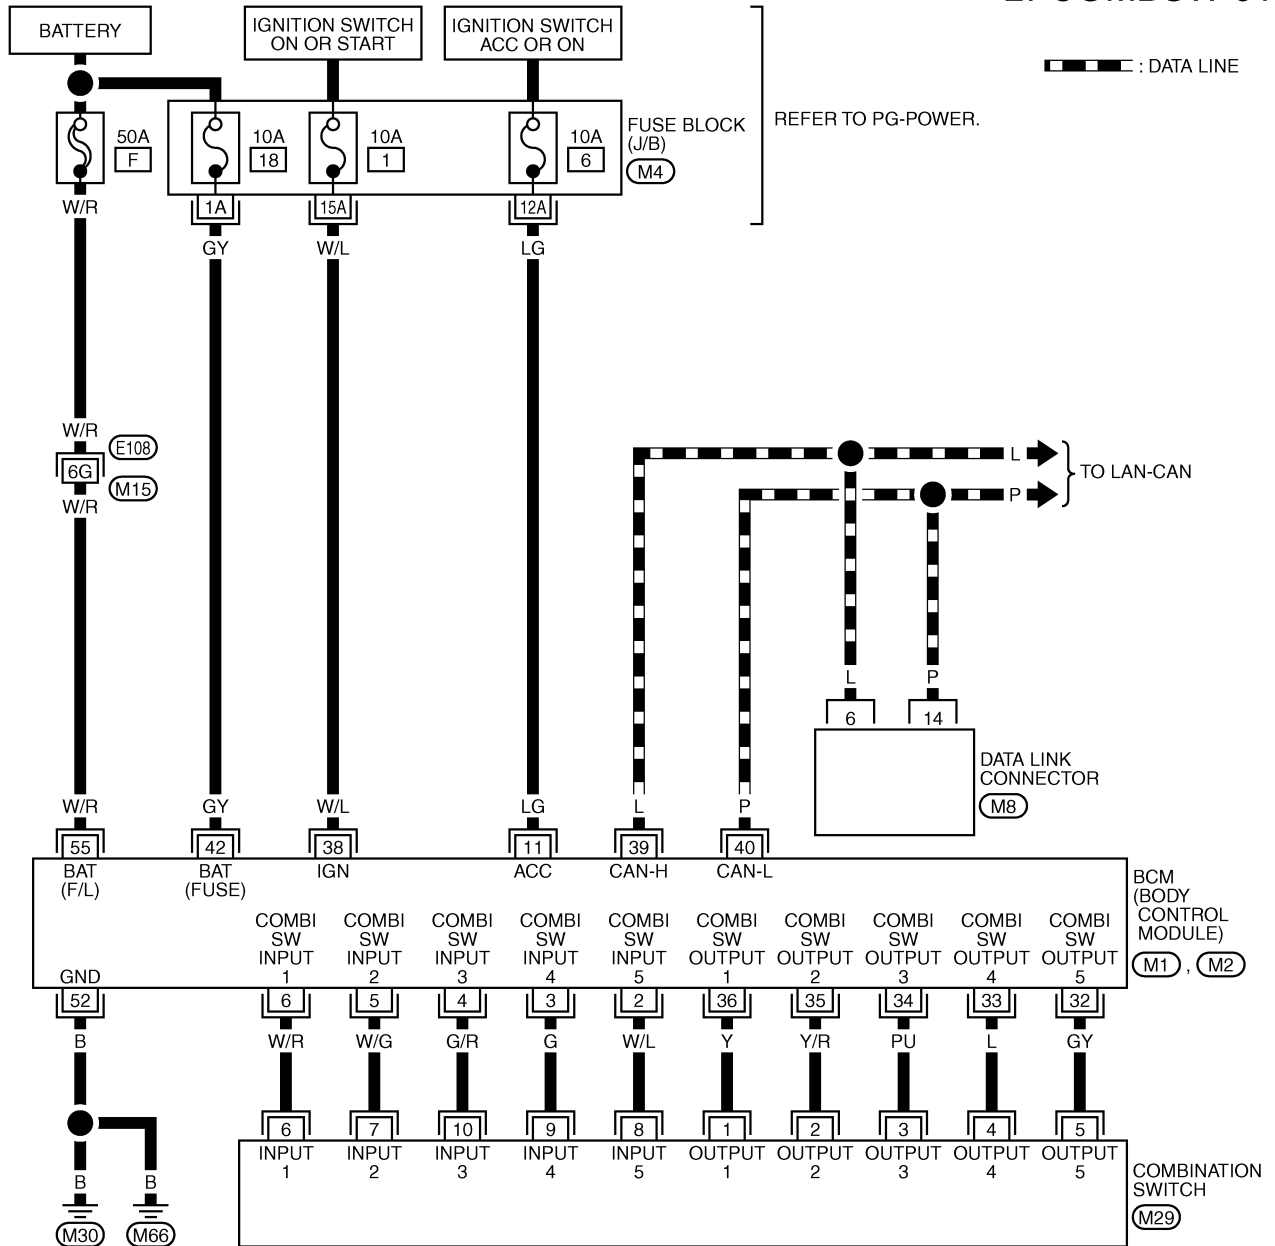 BATTERY
IGNITION SWITCH
ON OR START
IGNITION SWITCH
ACC OR ON
: DATA LINE
REFER TO PG-POWER.
50A
F
10A
18
10A
1
10A
6
FUSE BLOCK
(J/B)
M4
W/R
1A
15A
12A
GY
W/L
LG
W/R
E108
6G
M15
W/R
L
P
TO LAN-CAN
L
P
6
14
DATA LINK
CONNECTOR
M8
W/R
GY
W/L
LG
L
P
55
42
38
11
39
40
BAT
(F/L)
BAT
(FUSE)
IGN
ACC
CAN-H
CAN-L
BCM
(BODY
CONTROL
MODULE)
M1 , M2
COMBI
SW
INPUT
1
COMBI
SW
INPUT
2
COMBI
SW
INPUT
3
COMBI
SW
INPUT
4
COMBI
SW
INPUT
5
COMBI
SW
OUTPUT
1
COMBI
SW
OUTPUT
2
COMBI
SW
OUTPUT
3
COMBI
SW
OUTPUT
4
COMBI
SW
OUTPUT
5
GND
52
6
5
4
3
2
36
35
34
33
32
B
W/R
W/G
G/R
G
W/L
Y
Y/R
PU
L
GY
6
7
10
9
8
1
2
3
4
5
INPUT
1
INPUT
2
INPUT
3
INPUT
4
INPUT
5
OUTPUT
1
OUTPUT
2
OUTPUT
3
OUTPUT
4
OUTPUT
5
COMBINATION
SWITCH
M29
B
B
M30
M66